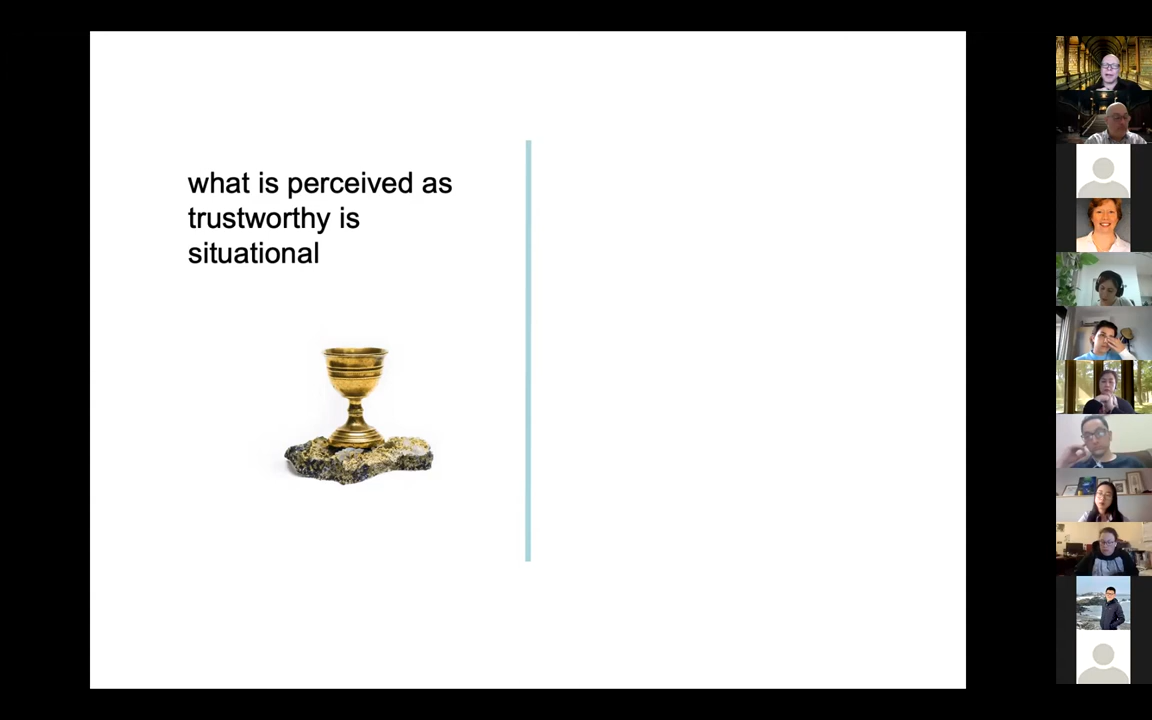 what is perceived as
trustworthy is
situational